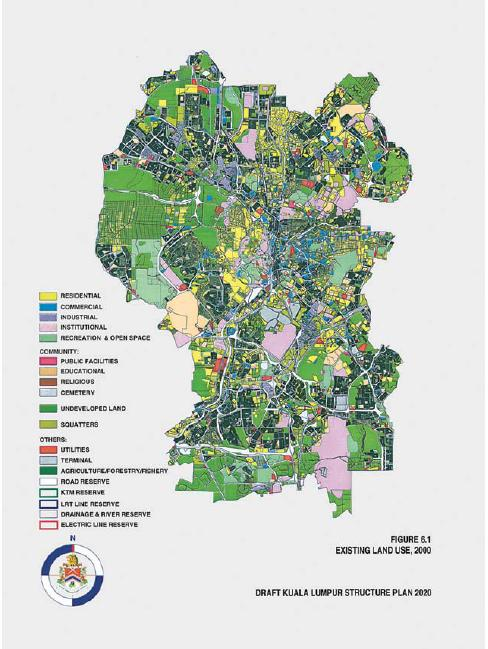 RESIDENTIAL
COMMERCIAL
INDUSTRIAL
INSTITUTIONAL
RECREATION & OPEN SPACE
COMMUNITY:
PUBLIC FACILITIES
EDUCATIONAL
RELIGIOUS
CEMETERY
UNDEVELOPED LAND
SQUATTERS
OTHERS:
UTILITIES
TERMINAL
AGRICULTURE/FORESTRY/FISHERY
ROAD RESERVE
KTM RESERVE
LRT LINE RESERVE
DRAINAGE & RIVER RESERVE
ELECTRIC LINE RESERVE
N
FIGURE 6.1
EXISTING LAND USE, 2000
DRAFT KUALA LUMPUR STRUCTURE PLAN 2020